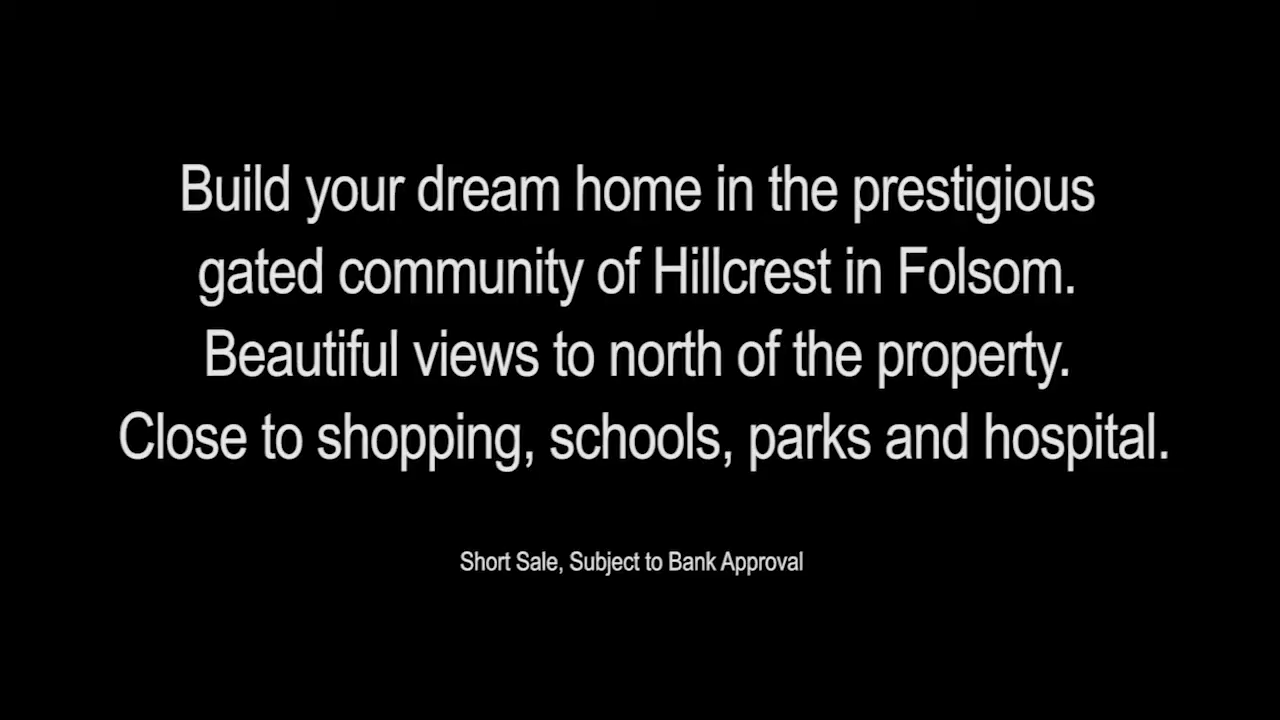 Build your dream home in the prestigious
gated community of Hillcrest in Folsom.
Beautiful views to north of the property.
Close to shopping, schools, parks and hospital.
Short Sale, Subject to Bank Approval